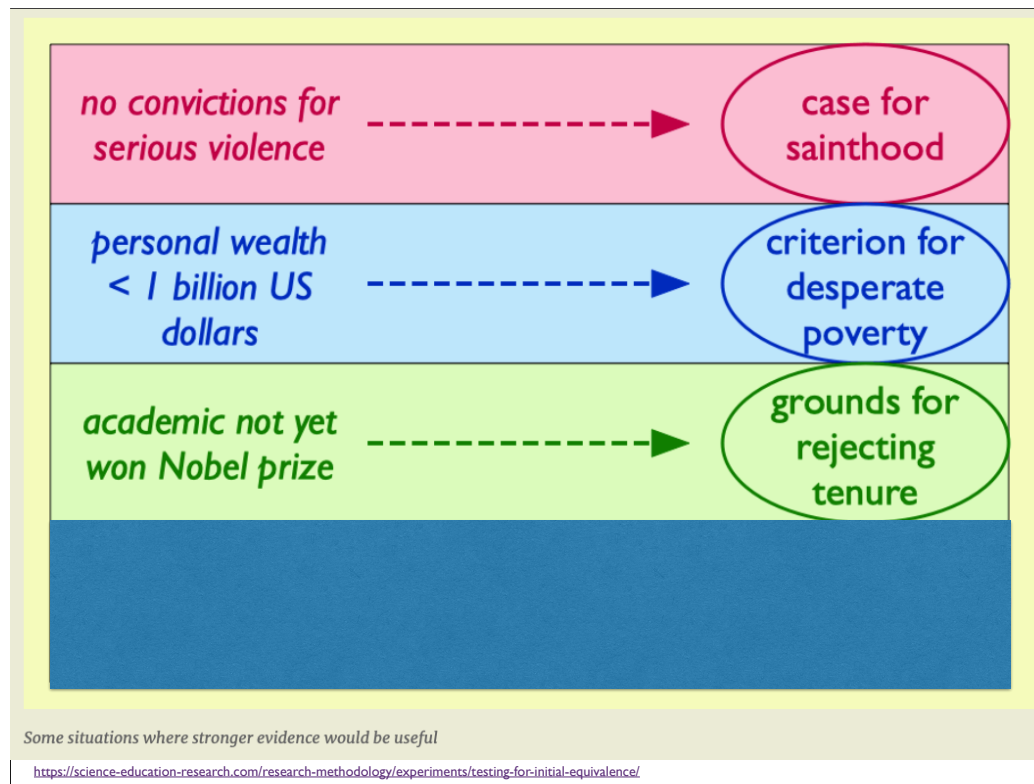 no convictions for
serious violence
case for
sainthood
personal wealth
< 1 billion US
dollars
criterion for
desperate
poverty
academic not yet
won Nobel prize
grounds for
rejecting
tenure
Some situations where stronger evidence would be useful
https://science-education-research.com/research-methodology/experiments/testing-for-initial-equivalence/